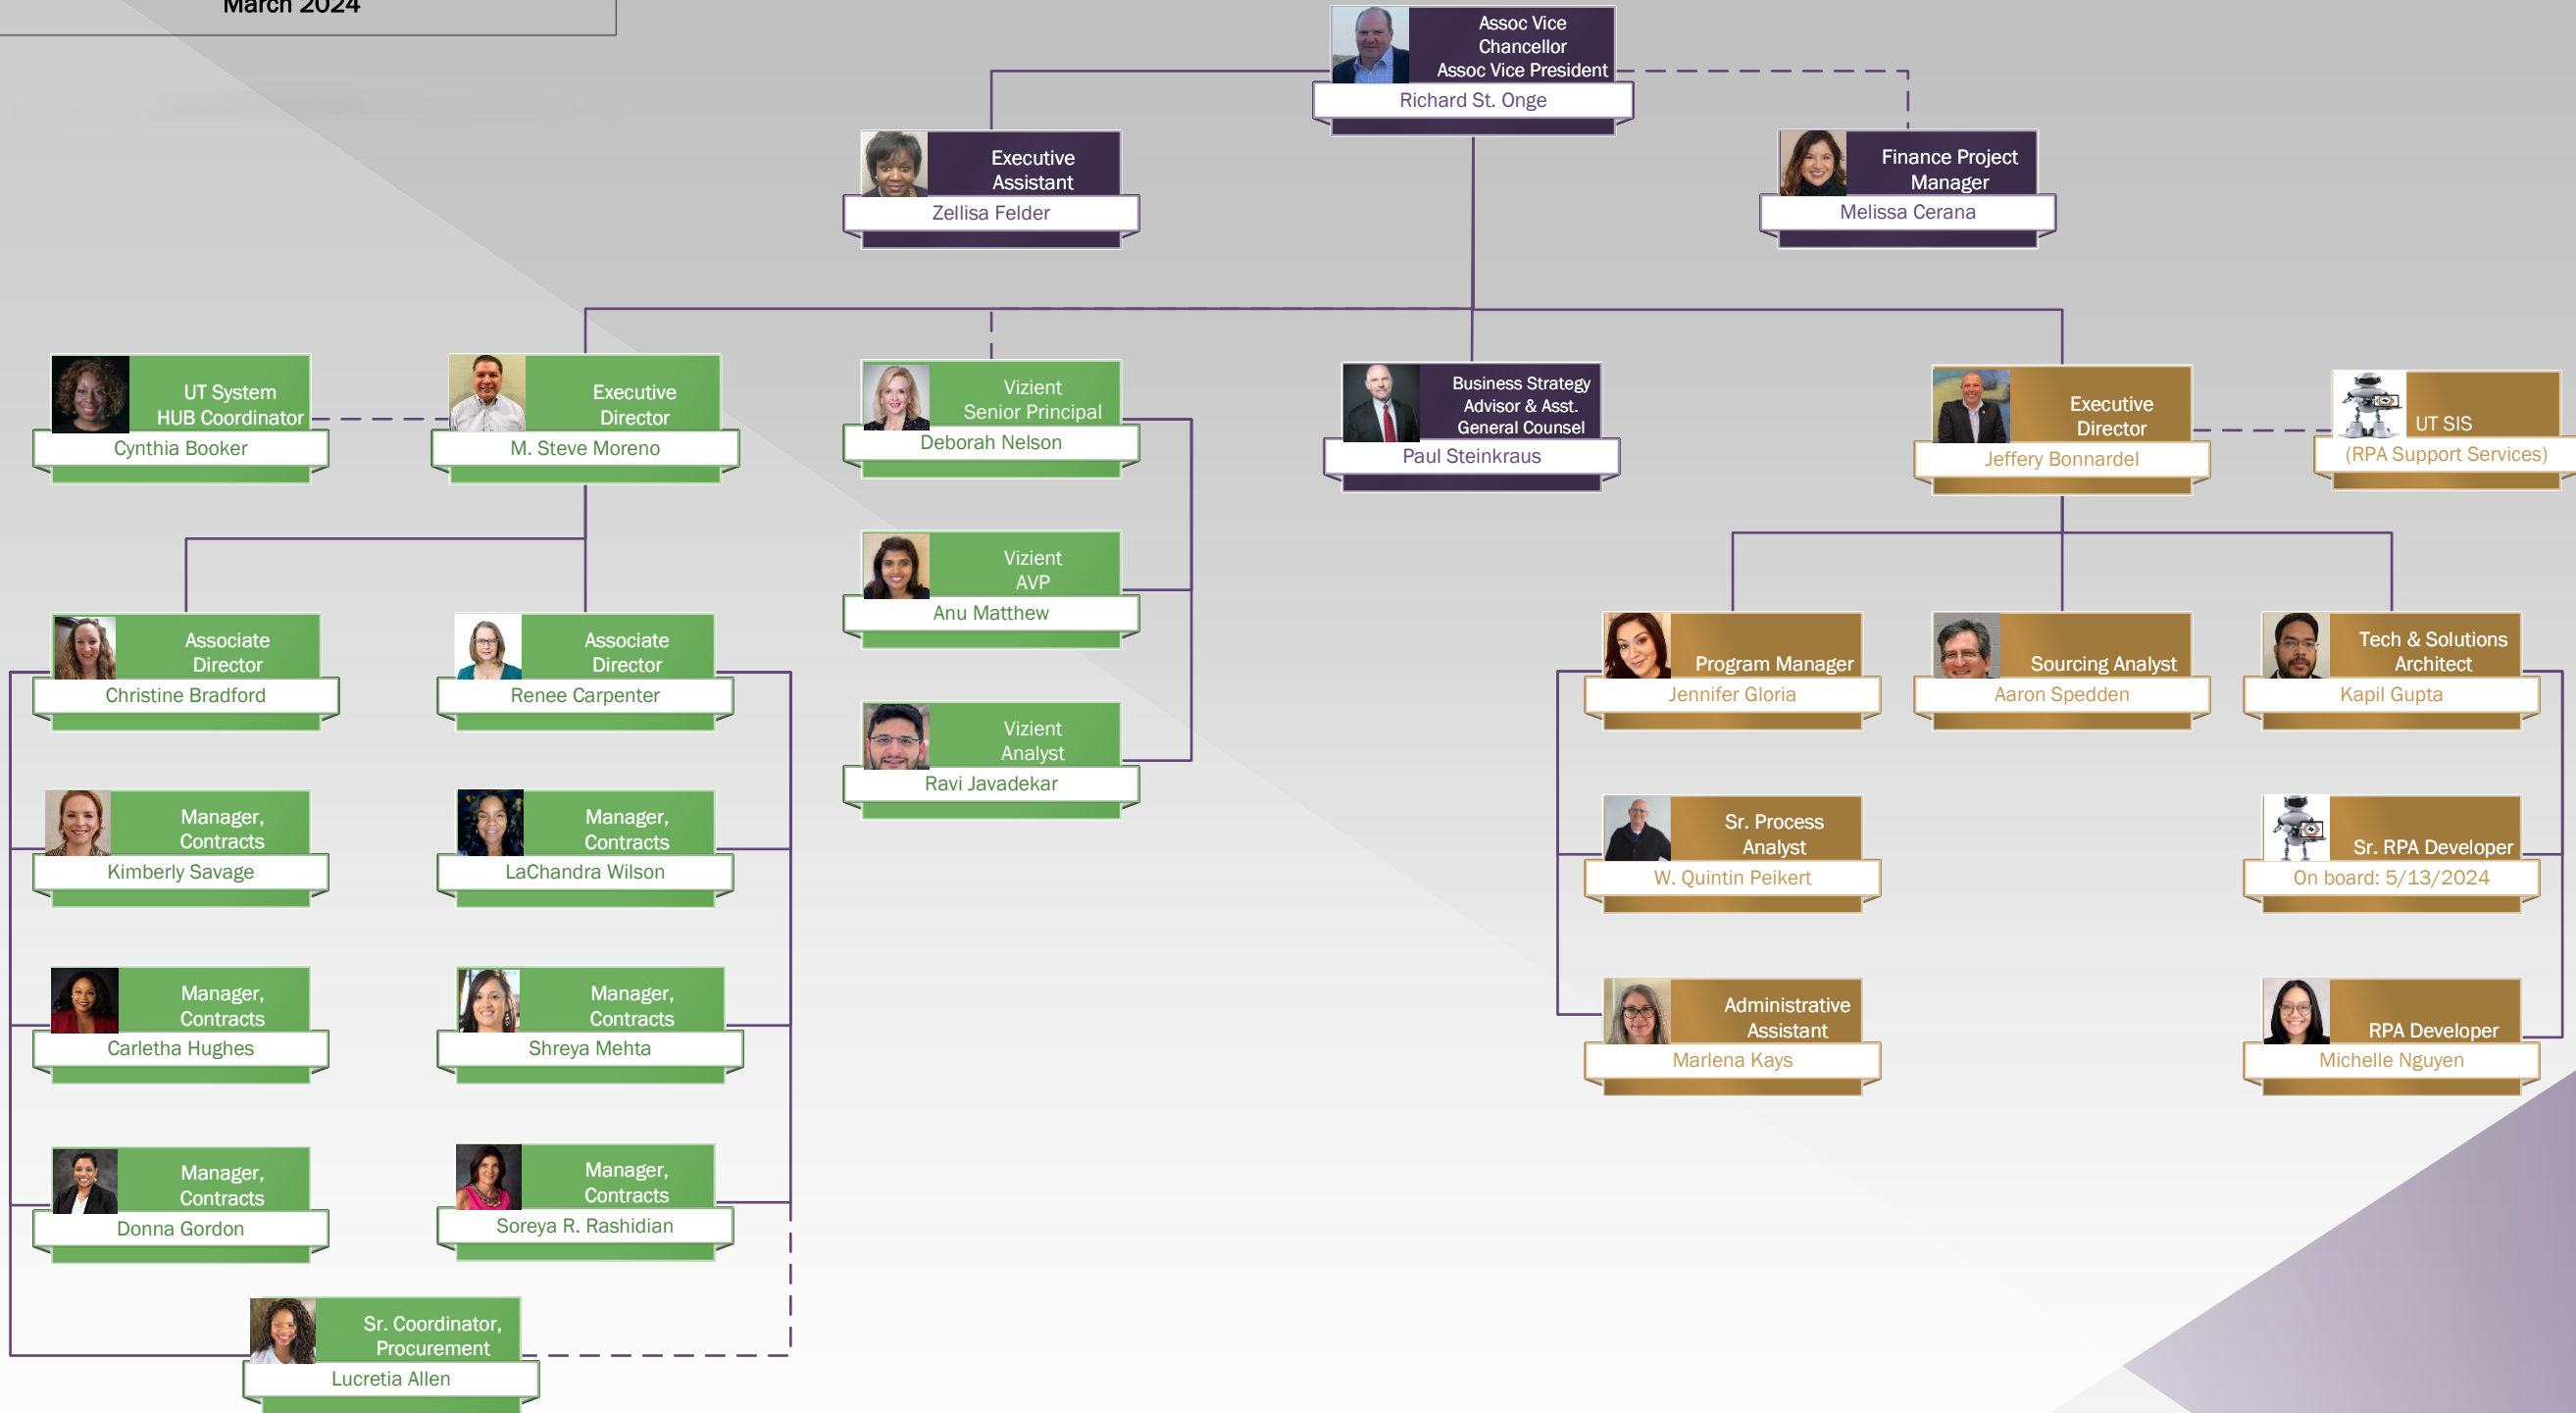 March 2024
Assoc Vice
Chancellor
Assoc Vice President
Richard St. Onge
Executive
Assistant
Zellisa Felder
Finance Project
Manager
Melissa Cerana
UT System
HUB Coordinator
Cynthia Booker
Executive
Director
M. Steve Moreno
Vizient
Senior Principal
Deborah Nelson
Business Strategy
Advisor & Asst.
General Counsel
Paul Steinkraus
Executive
Director
Jeffery Bonnardel
UT SIS
(RPA Support Services)
Vizient
AVP
Anu Matthew
Associate
Director
Christine Bradford
Associate
Director
Renee Carpenter
Vizient
Analyst
Ravi Javadekar
Program Manager
Jennifer Gloria
Sourcing Analyst
Aaron Spedden
Tech & Solutions
Architect
Kapil Gupta
Manager,
Contracts
Kimberly Savage
Manager,
Contracts
LaChandra Wilson
Sr. Process
Analyst
W. Quintin Peikert
Sr. RPA Developer
On board: 5/13/2024
Manager,
Contracts
Carletha Hughes
Manager,
Contracts
Shreya Mehta
Administrative
Assistant
Marlena Kays
RPA Developer
Michelle Nguyen
Manager,
Contracts
Donna Gordon
Manager,
Contracts
Soreya R. Rashidian
Sr. Coordinator,
Procurement
Lucretia Allen